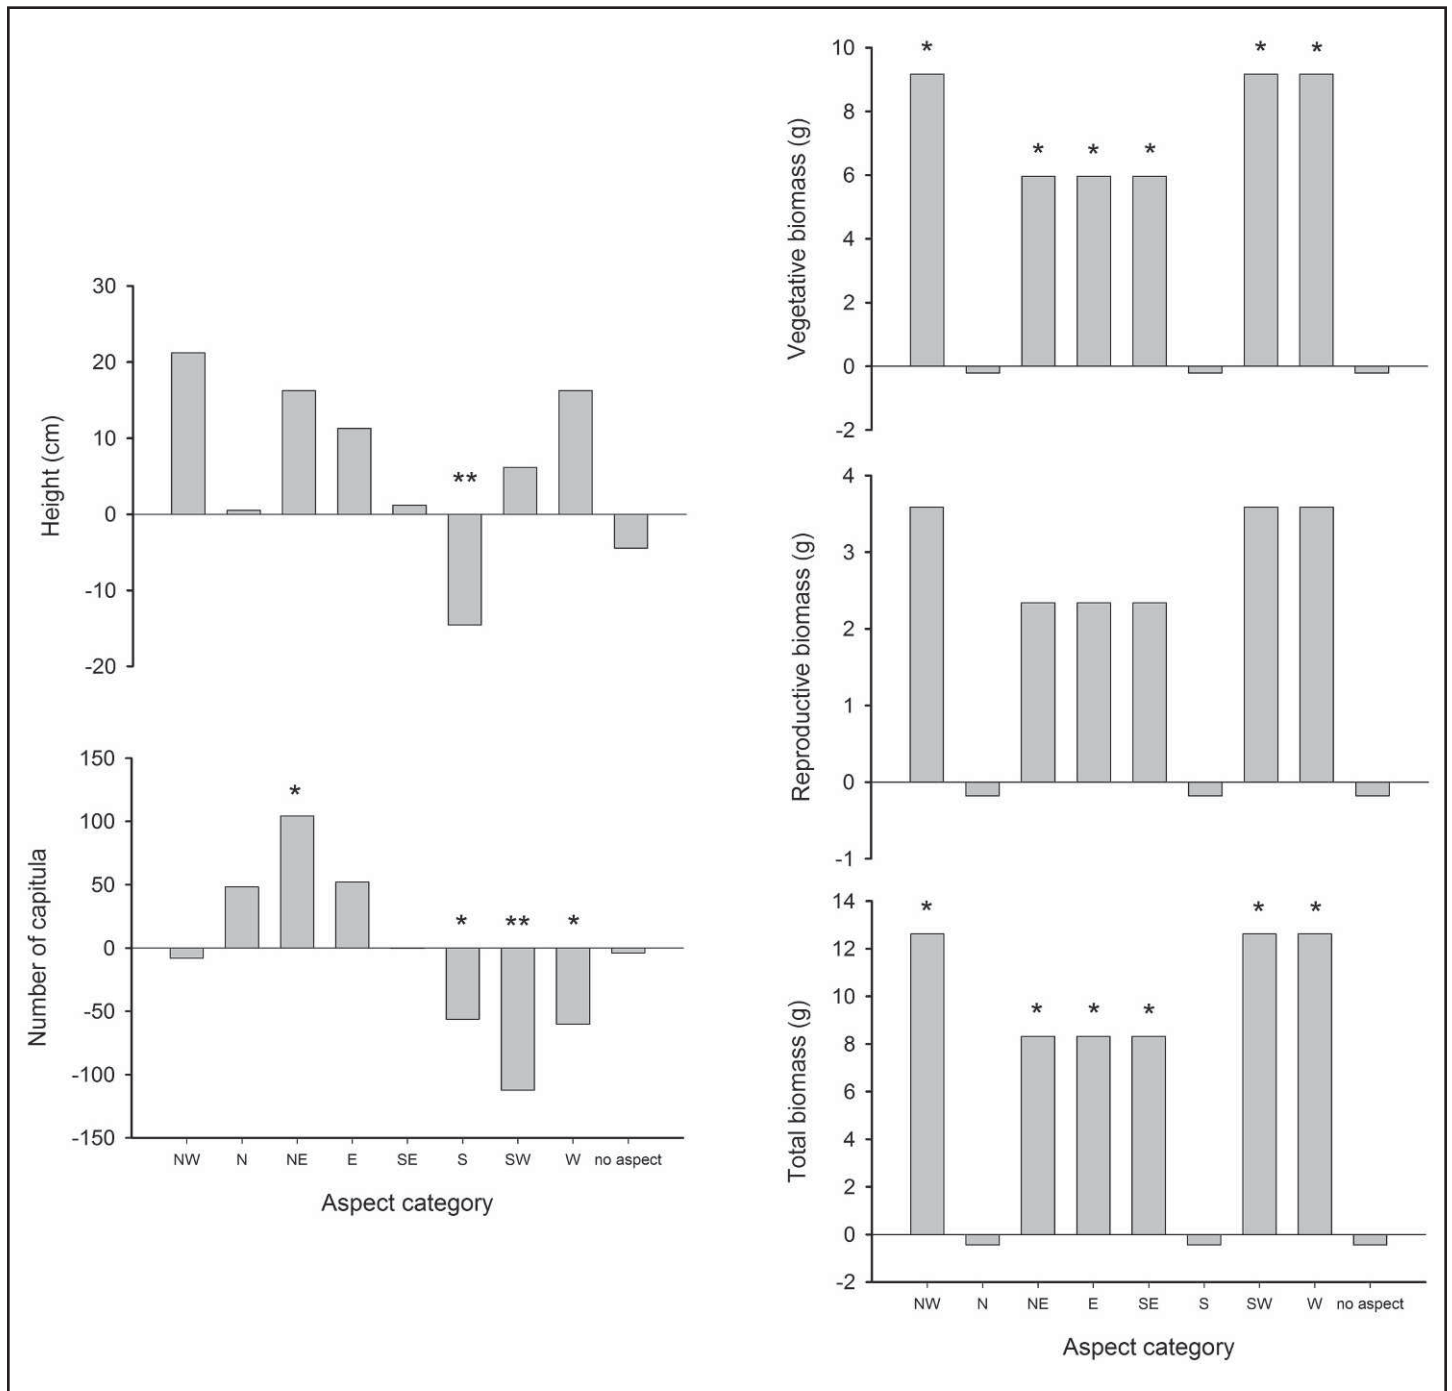 Height (cm)
30
20
10
0
-10
-20
**
Number of capitula
150
100
50
0
-50
-100
-150
*
* ** *
NW N NE E SE S SW W no aspect
Aspect category
Vegetative biomass (g)
10
8
6
4
2
0
-2
* * *
* * *
Reproductive biomass (g)
4
3
2
1
0
-1
Total biomass (g)
14
12
10
8
6
4
2
0
-2
* * *
* * *
NW N NE E SE S SW W no aspect
Aspect category